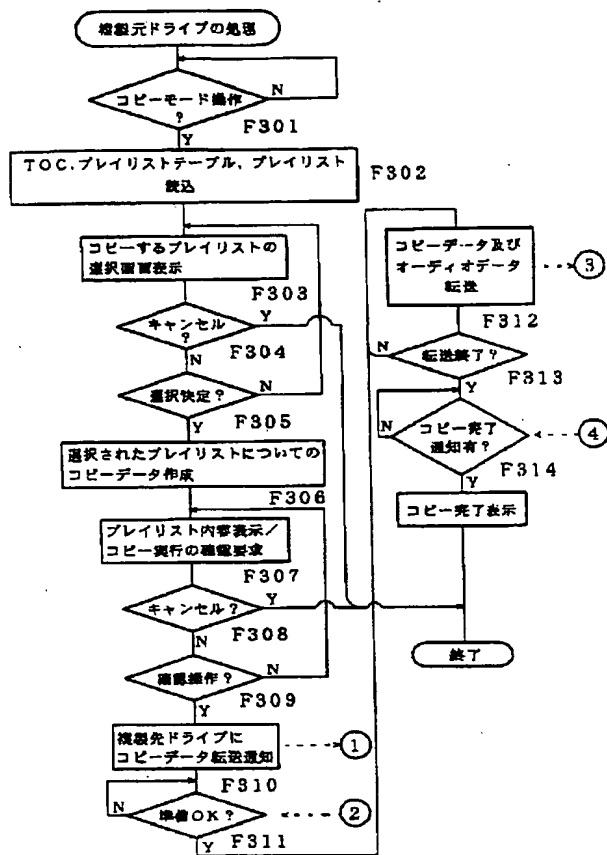 複製元ドライブの処理
コピーモード操作
?
N
Y
F301
TOC.プレイリストテーブル、プレイリスト
読込
F302
コピーするプレイリストの
選択画面表示
F303
キャンセル
?
Y
N
F304
選択決定?
N
Y
F305
選択されたプレイリストについての
コピーデータ作成
F306
プレイリスト内容表示/
コピー実行の確認要求
F307
キャンセル?
Y
N
F308
確認操作?
N
Y
F309
複製先ドライブに
コピーデータ転送通知
1
F310
N
準備OK?
2
Y
F311
コピーデータ及び
オーディオデータ
転送
3
F312
N
転送終了?
Y
F313
N
コピー完了
通知有?
4
Y
F314
コピー完了表示
終了